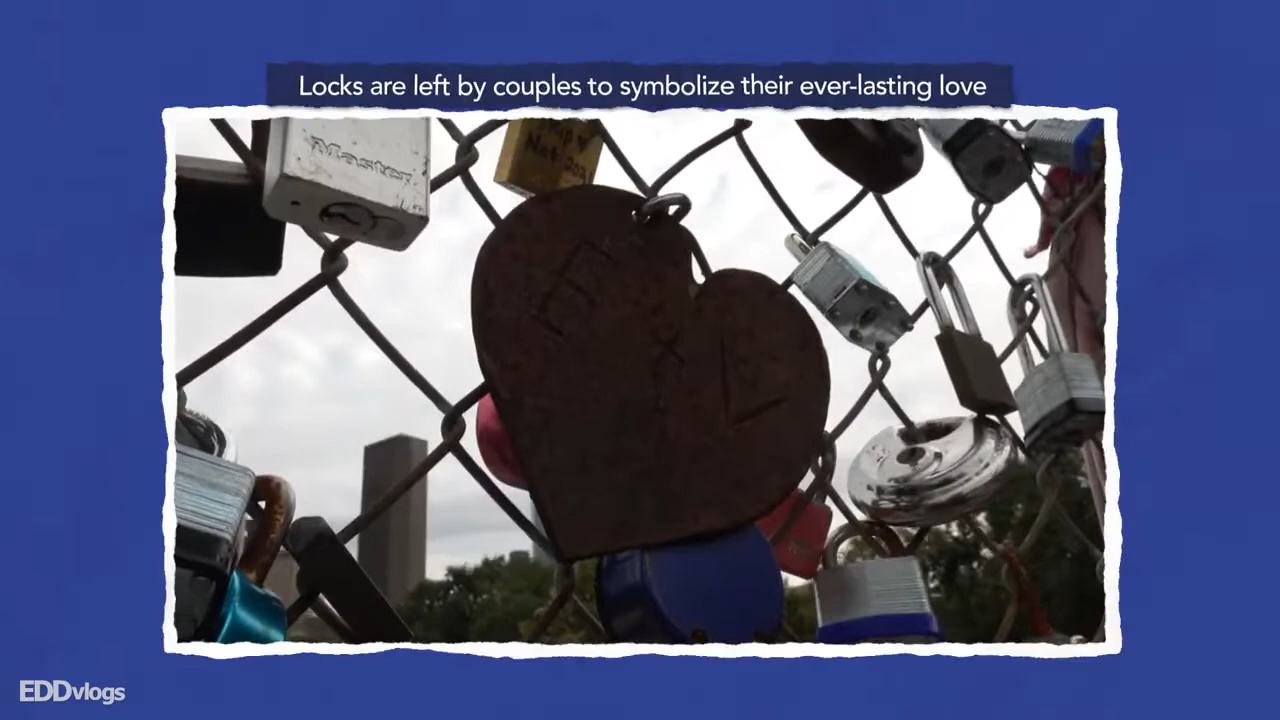 Locks are left by couples to symbolize their ever-lasting love
Master
EDDvlogs